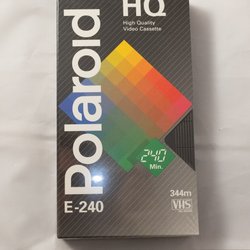 HQ
High Quality
Video Cassette
Polaroid
240
Min.
E-240
344m
VHS